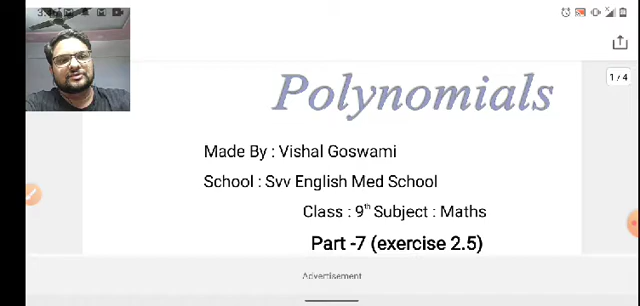 1 / 4
Polynomials
Made By : Vishal Goswami
School : Svv English Med School
Class : 9th Subject : Maths
Part -7 (exercise 2.5)
Advertisement